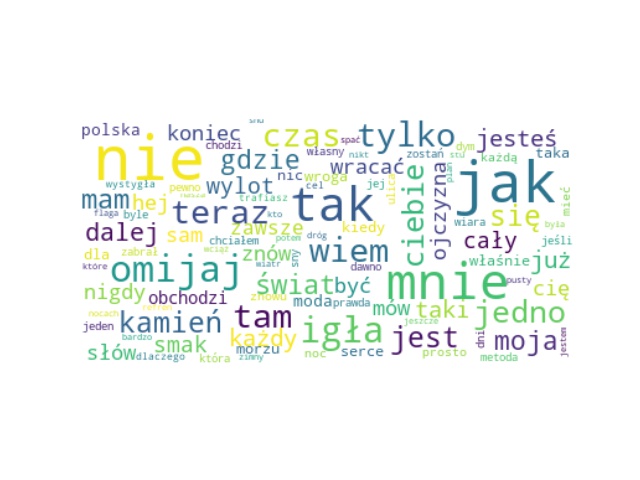 snu
polska koniec czas spać tylko jesteś
nie chodzi własny nikt zostań stu dym każdą taka
gdzie wracać jak
wystygła pewno wylot nic wroga ciebie ojczyzna plan mieć
mam hej trafiasz cel jej ulice
flaga byle teraz kto tak wiara się była
dalej sam zawsze kiedy cały jeśli
chciałem potem dróg wiem
dla zabrał znów sny właśnie już
które omijaj wciąż wiatr dawno mnie pusty
nigdy obchodzi znowu świat być cię
moda prawda mów taki jedno
nocach refren
jeden kamień tam igła jeszcze
bardzo każdy jest dni moja jestem
słów dlaczego smak która morzu zimny noc serce prosto metoda